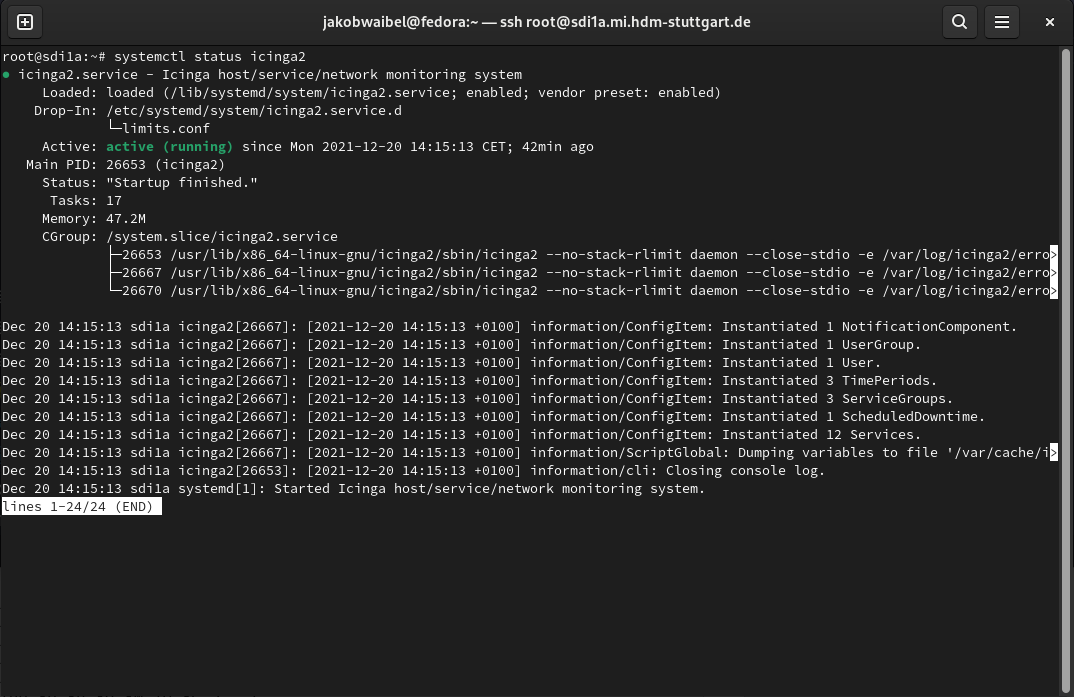 jakobwaibel@fedora:~ — ssh root@sdi1a.mi.hdm-stuttgart.de
root@sdi1a:~# systemctl status icinga2
● icinga2.service - Icinga host/service/network monitoring system
     Loaded: loaded (/lib/systemd/system/icinga2.service; enabled; vendor preset: enabled)
    Drop-In: /etc/systemd/system/icinga2.service.d
             └─limits.conf
     Active: active (running) since Mon 2021-12-20 14:15:13 CET; 42min ago
   Main PID: 26653 (icinga2)
     Status: "Startup finished."
      Tasks: 17
     Memory: 47.2M
     CGroup: /system.slice/icinga2.service
             ├─26653 /usr/lib/x86_64-linux-gnu/icinga2/sbin/icinga2 --no-stack-rlimit daemon --close-stdio -e /var/log/icinga2/erro>
             ├─26667 /usr/lib/x86_64-linux-gnu/icinga2/sbin/icinga2 --no-stack-rlimit daemon --close-stdio -e /var/log/icinga2/erro>
             └─26670 /usr/lib/x86_64-linux-gnu/icinga2/sbin/icinga2 --no-stack-rlimit daemon --close-stdio -e /var/log/icinga2/erro>
Dec 20 14:15:13 sdi1a icinga2[26667]: [2021-12-20 14:15:13 +0100] information/ConfigItem: Instantiated 1 NotificationComponent.
Dec 20 14:15:13 sdi1a icinga2[26667]: [2021-12-20 14:15:13 +0100] information/ConfigItem: Instantiated 1 UserGroup.
Dec 20 14:15:13 sdi1a icinga2[26667]: [2021-12-20 14:15:13 +0100] information/ConfigItem: Instantiated 1 User.
Dec 20 14:15:13 sdi1a icinga2[26667]: [2021-12-20 14:15:13 +0100] information/ConfigItem: Instantiated 3 TimePeriods.
Dec 20 14:15:13 sdi1a icinga2[26667]: [2021-12-20 14:15:13 +0100] information/ConfigItem: Instantiated 3 ServiceGroups.
Dec 20 14:15:13 sdi1a icinga2[26667]: [2021-12-20 14:15:13 +0100] information/ConfigItem: Instantiated 1 ScheduledDowntime.
Dec 20 14:15:13 sdi1a icinga2[26667]: [2021-12-20 14:15:13 +0100] information/ConfigItem: Instantiated 12 Services.
Dec 20 14:15:13 sdi1a icinga2[26667]: [2021-12-20 14:15:13 +0100] information/ScriptGlobal: Dumping variables to file '/var/cache/i>
Dec 20 14:15:13 sdi1a icinga2[26653]: [2021-12-20 14:15:13 +0100] information/cli: Closing console log.
Dec 20 14:15:13 sdi1a systemd[1]: Started Icinga host/service/network monitoring system.
lines 1-24/24 (END)